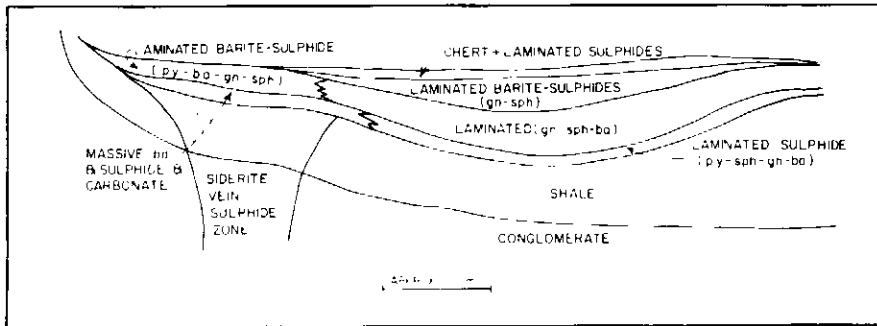 AMINATED BARITE-SULPHIDE
(py-ba-gn-sph)
CHERT + LAMINATED SULPHIDES
LAMINATED BARITE-SULPHIDES
(gn-sph)
LAMINATED (gn sph-ba)
LAMINATED SULPHIDE
(py-sph-gn-ba)
MASSIVE ba
& SULPHIDE &
CARBONATE
SIDERITE
VEIN
SULPHIDE
ZONE
SHALE
CONGLOMERATE